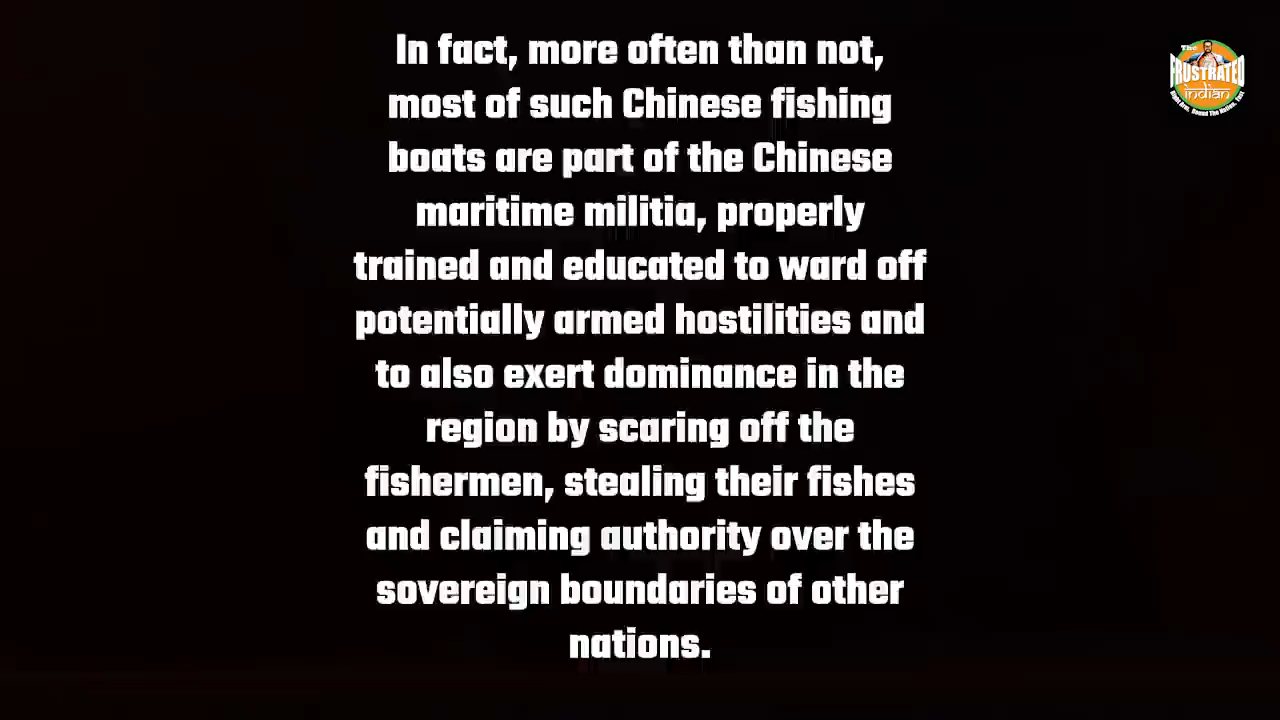 In fact, more often than not,
most of such Chinese fishing
boats are part of the Chinese
maritime militia, properly
trained and educated to ward off
potentially armed hostilities and
to also exert dominance in the
region by scaring off the
fishermen, stealing their fishes
and claiming authority over the
sovereign boundaries of other
nations.
The
FRUSTRATED
indian